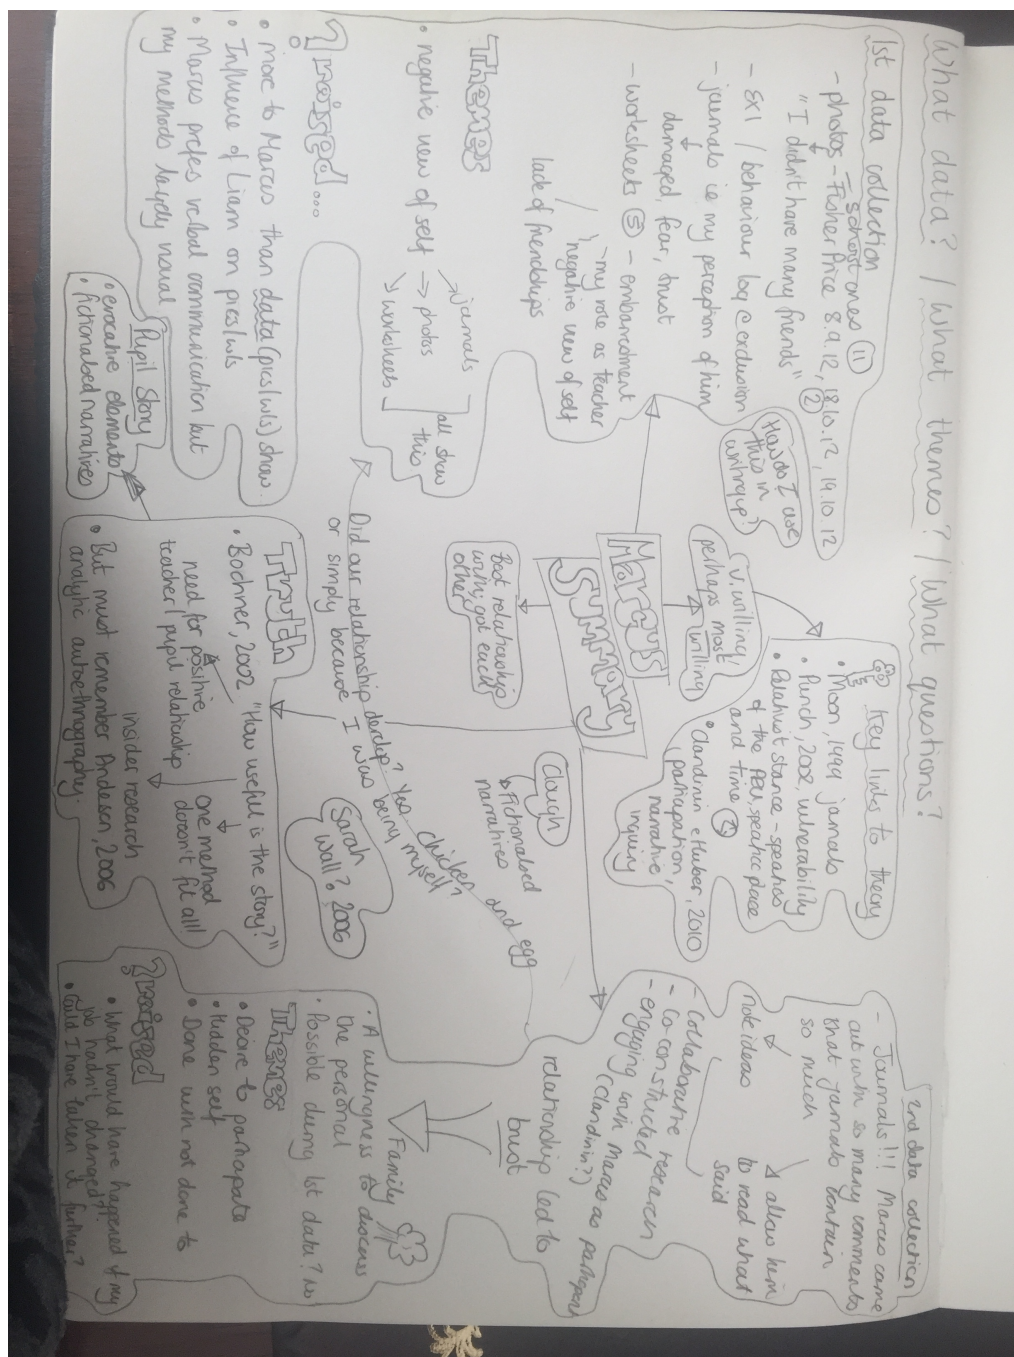 What data? / What themes? / What questions?
1st data collection
- photos - Fisher Price 8.9.12, 18.10.12, 19.10.12
school ones (11)
"I didn't have many friends" (2)
- SXI / behaviour log @ exclusion
- journals ie my perception of him
damaged, fear, trust
- worksheets (5) - embarrasment
- my role as teacher
negative view of self
lack of friendships
How do I use
this in
writing up?
Themes
• negative view of self → photos
→ journals
→ worksheets
all show
this
? raised...
• More to Marcus than data (pics/w/s) show.
• Influence of Liam on pics/w/s
• Marcus prefers verbal communication but
my methods largely visual
Pupil Story
• evocative elements
• fictionalised narratives
Marcus
Summary
v. willing/
perhaps most
willing
Best relationship
with; got each
other
Key links to theory
• Moon, 1999 journals
• Punch, 2002, vulnerability
• Relativist stance - specifics
of the PRU, specific place
and time
• Clandinin & Huber, 2010
participation,
narrative
inquiry
Clough
→ Fictionalised
narratives
Did our relationship develop? Yes
or simply because I was being
myself
chicken
and egg
?
Sarah
Wall? 2006
Truth
• Bochner, 2002 "How useful is the story?"
need for positive
teacher/pupil relationship
one method
doesn't fit all!
insider research
• But must remember Anderson, 2006
analytic autoethnography.
2nd data collection
- Journals!!! Marcus came
out with so many comments
that journals contain
so much
note ideas
allows him
to read what
said
- Collaborative research
- Co-constructed
- engaging with Marcus as participant
(Clandinin?)
relationship led to
trust
Family
• A willingness to discuss
the personal
• Possible during 1st data? No
Themes
• Desire to participate
• Hidden self
• Done with not done to
? raised
• What would have happened if my
job hadn't changed?
• Could I have taken it further?